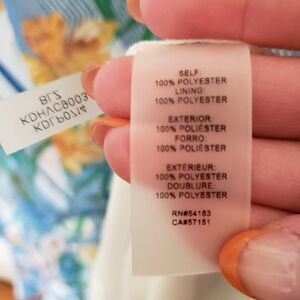 SELF:
100% POLYESTER
LINING:
100% POLYESTER
EXTERIOR:
100% POLIÉSTER
FORRO:
100% POLIÉSTER
EXTÉRIEUR:
100% POLYESTER
DOUBLURE:
100% POLYESTER
RN#54163
CA#57151
BLZ